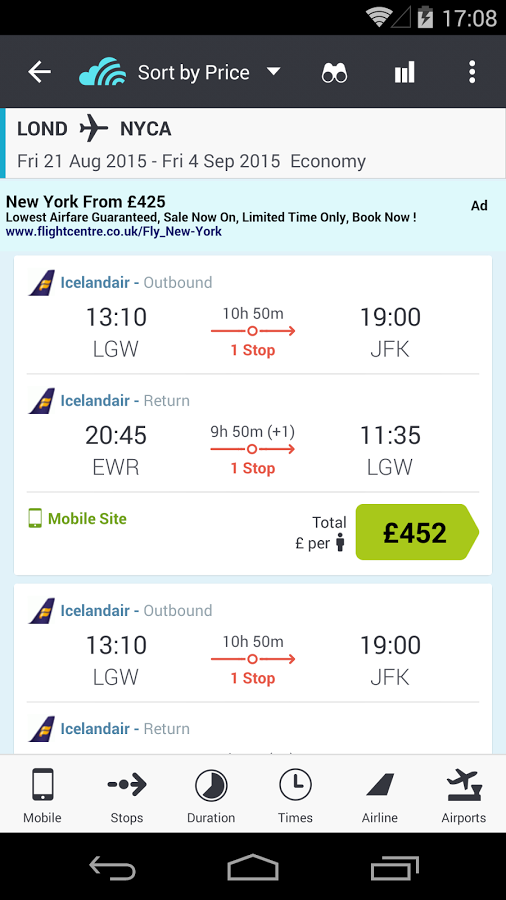 17:08
Sort by Price
LOND NYCA
Fri 21 Aug 2015 - Fri 4 Sep 2015 Economy
New York From £425
Lowest Airfare Guaranteed, Sale Now On, Limited Time Only, Book Now !
www.flightcentre.co.uk/Fly_New-York
Ad
Icelandair - Outbound
13:10 10h 50m 19:00
LGW 1 Stop JFK
Icelandair - Return
20:45 9h 50m (+1) 11:35
EWR 1 Stop LGW
Mobile Site
Total
£ per
£452
Icelandair - Outbound
13:10 10h 50m 19:00
LGW 1 Stop JFK
Icelandair - Return
Mobile Stops Duration Times Airline Airports